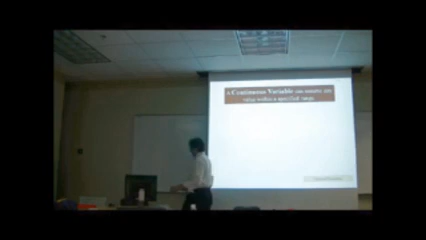 A Continuous Variable can assume any
value within a specified range.